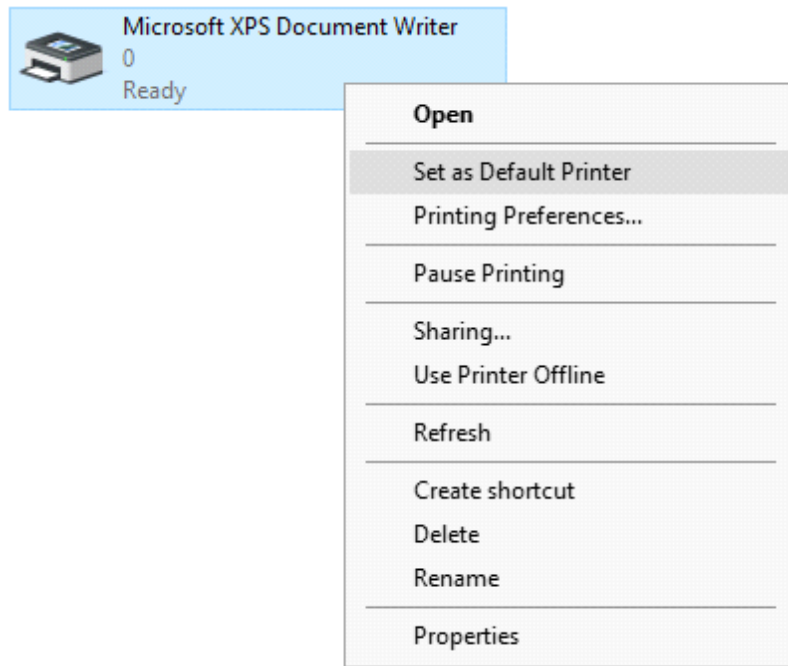 Microsoft XPS Document Writer
0
Ready
Open
Set as Default Printer
Printing Preferences...
Pause Printing
Sharing...
Use Printer Offline
Refresh
Create shortcut
Delete
Rename
Properties